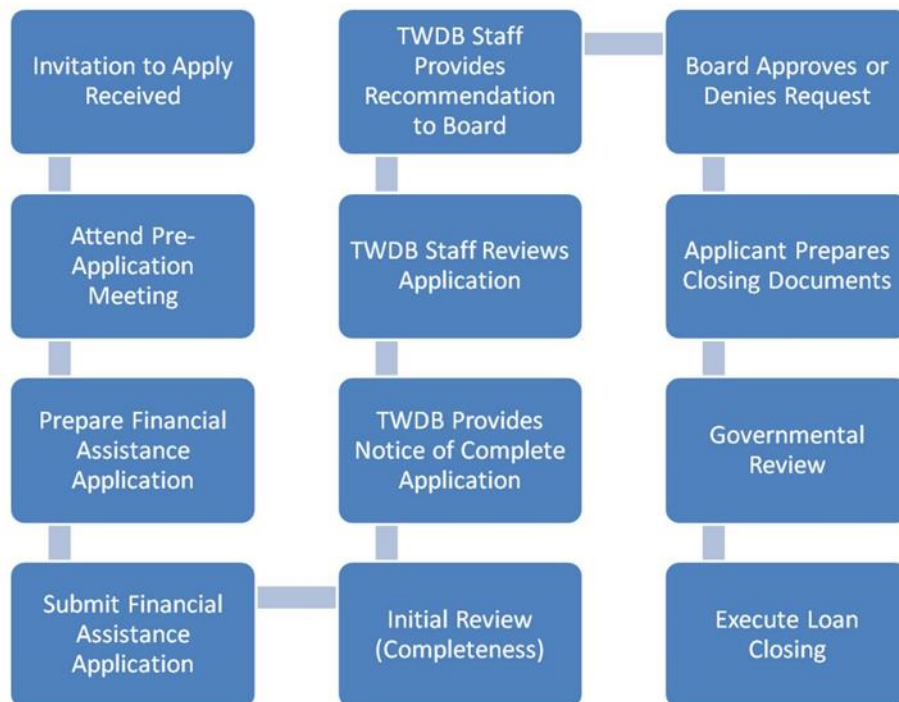 Invitation to Apply
Received
Attend Pre-
Application
Meeting
Prepare Financial
Assistance
Application
Submit Financial
Assistance
Application
Initial Review
(Completeness)
TWDB Provides
Notice of Complete
Application
TWDB Staff Reviews
Application
TWDB Staff
Provides
Recommendation
to Board
Board Approves or
Denies Request
Applicant Prepares
Closing Documents
Governmental
Review
Execute Loan
Closing